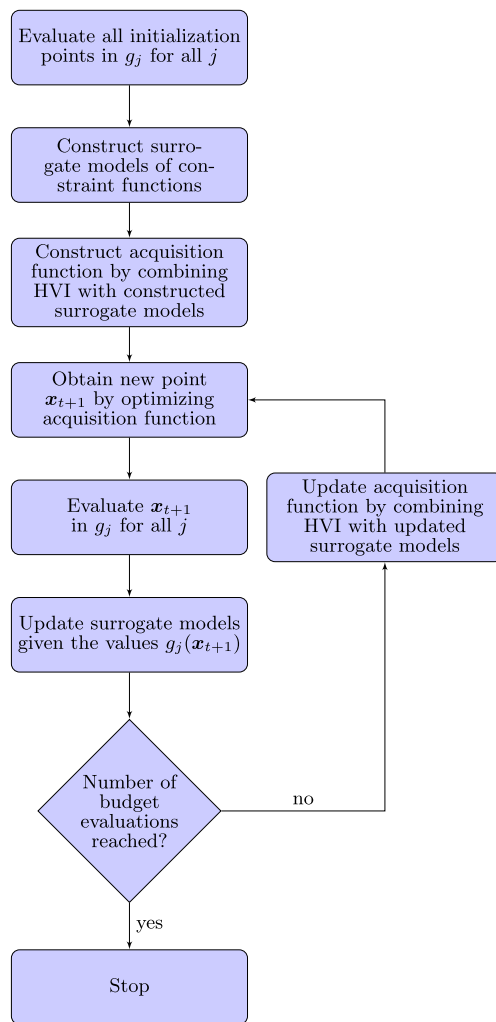 Evaluate all initialization
points in g_j for all j
Construct surro-
gate models of con-
straint functions
Construct acquisition
function by combining
HVI with constructed
surrogate models
Obtain new point
x_{t+1} by optimizing
acquisition function
Evaluate x_{t+1}
in g_j for all j
Update acquisition
function by combining
HVI with updated
surrogate models
Update surrogate models
given the values g_j(x_{t+1})
Number of
budget
evaluations
reached?
no
yes
Stop